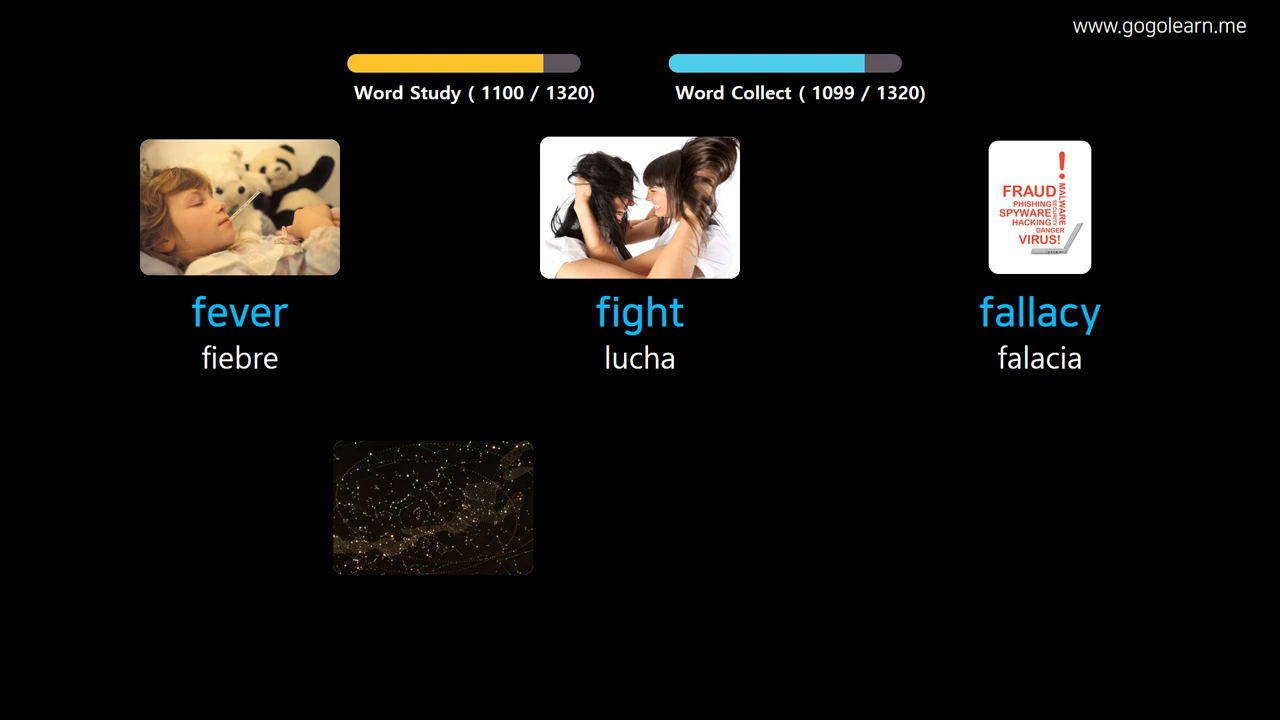 www.gogolearn.me
Word Study ( 1100 / 1320)
Word Collect ( 1099 / 1320)
!
FRAUD
PHISHING
SPYWARE
HACKING
DANGER
VIRUS!
MALWARE
SECURITY
fever
fight
fallacy
fiebre
lucha
falacia